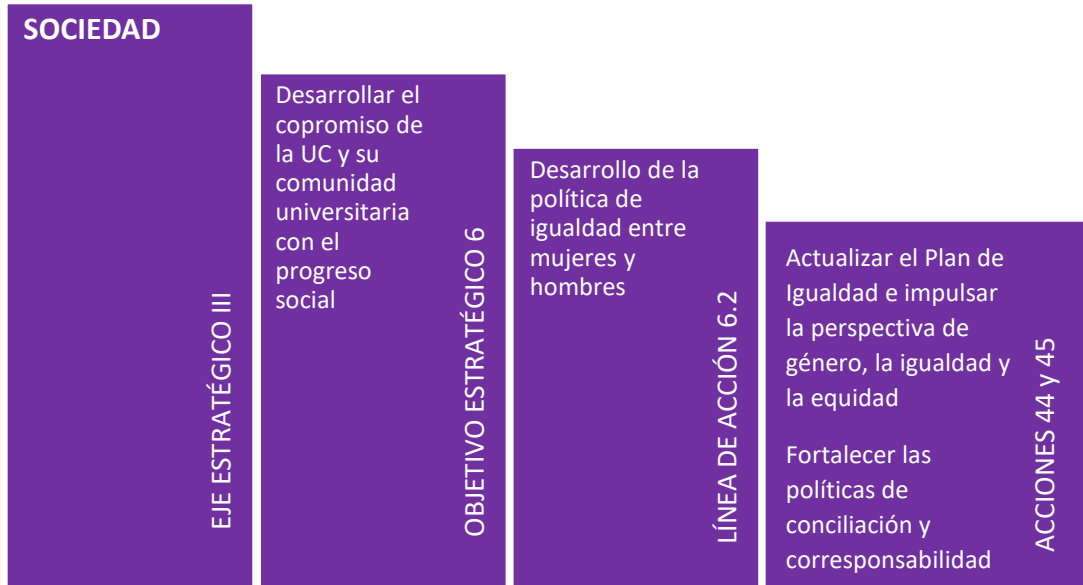 SOCIEDAD
EJE ESTRATÉGICO III
Desarrollar el
copromiso de
la UC y su
comunidad
universitaria
con el
progreso
social
OBJETIVO ESTRATÉGICO 6
Desarrollo de la
política de
igualdad entre
mujeres y
hombres
LÍNEA DE ACCIÓN 6.2
Actualizar el Plan de
Igualdad e impulsar
la perspectiva de
género, la igualdad y
la equidad
Fortalecer las
políticas de
conciliación y
corresponsabilidad
ACCIONES 44 y 45